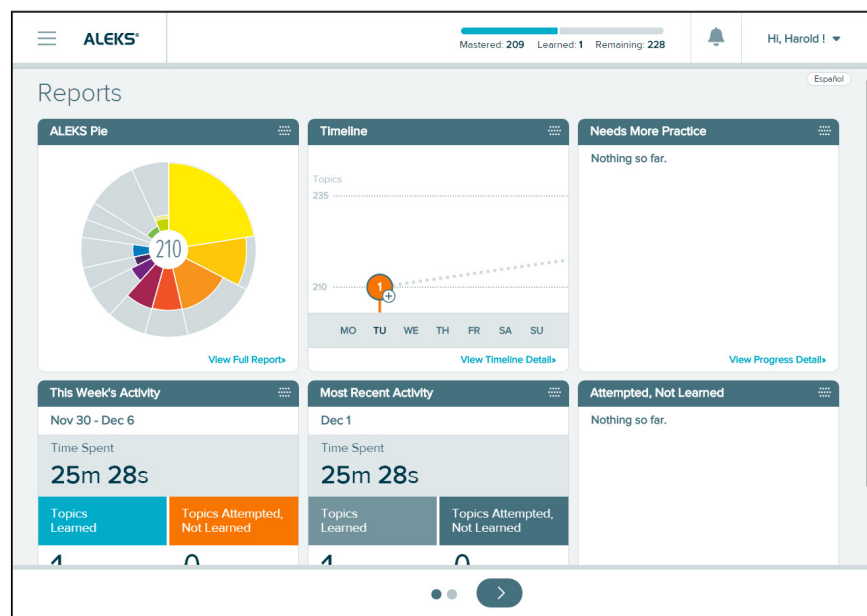 ALEKS®
Mastered: 209 Learned: 1 Remaining: 228
Hi, Harold !
Español
Reports
ALEKS Pie
210
View Full Report»
Timeline
Topics
235
210
1
MO TU WE TH FR SA SU
View Timeline Detail»
Needs More Practice
Nothing so far.
View Progress Detail»
This Week's Activity
Nov 30 - Dec 6
Time Spent
25m 28s
Topics
Learned
Topics Attempted,
Not Learned
1 0
Most Recent Activity
Dec 1
Time Spent
25m 28s
Topics
Learned
Topics Attempted,
Not Learned
1 0
Attempted, Not Learned
Nothing so far.